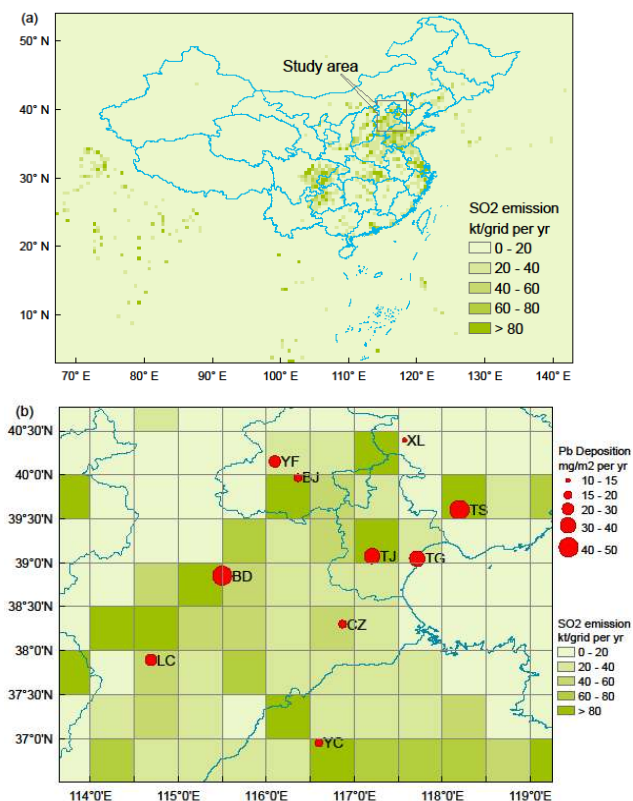 (a)
50° N
Study area
40° N
30° N
SO2 emission
kt/grid per yr
0 - 20
20 - 40
40 - 60
60 - 80
> 80
20° N
10° N
70° E 80° E 90° E 100° E 110° E 120° E 130° E 140° E
(b)
40°30'N
XL
Pb Deposition
mg/m2 per yr
10 - 15
15 - 20
20 - 30
30 - 40
40 - 50
YF
40°0'N
BJ
39°30'N
TS
39°0'N
TJ
TG
BD
38°30'N
CZ
SO2 emission
kt/grid per yr
0 - 20
20 - 40
40 - 60
60 - 80
> 80
38°0'N
LC
37°30'N
37°0'N
YC
114°0'E 115°0'E 116°0'E 117°0'E 118°0'E 119°0'E